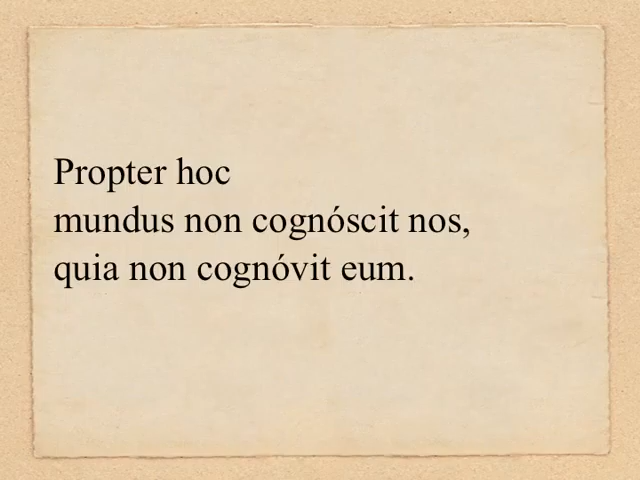 Propter hoc
mundus non cognóscit nos,
quia non cognóvit eum.